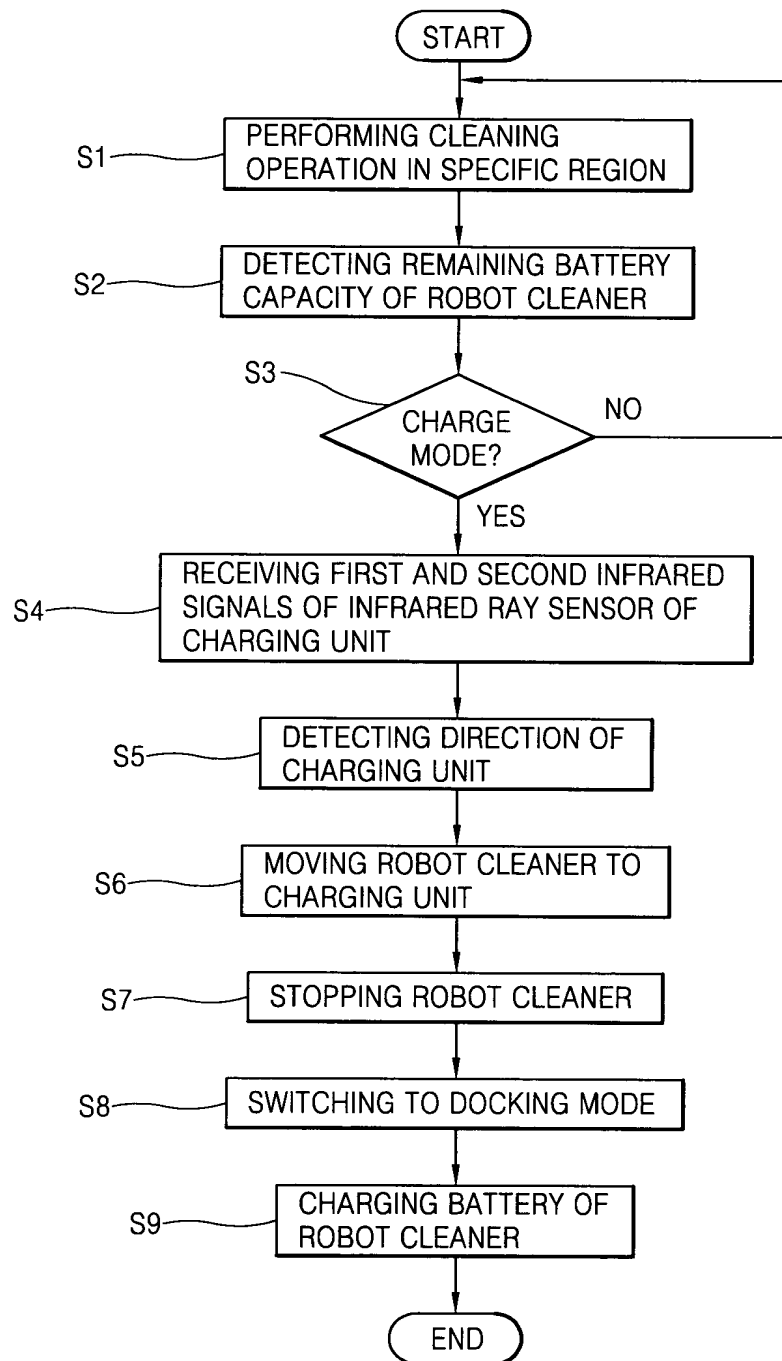 START
S1
PERFORMING CLEANING
OPERATION IN SPECIFIC REGION
S2
DETECTING REMAINING BATTERY
CAPACITY OF ROBOT CLEANER
S3
CHARGE
MODE?
NO
YES
S4
RECEIVING FIRST AND SECOND INFRARED
SIGNALS OF INFRARED RAY SENSOR OF
CHARGING UNIT
S5
DETECTING DIRECTION OF
CHARGING UNIT
S6
MOVING ROBOT CLEANER TO
CHARGING UNIT
S7
STOPPING ROBOT CLEANER
S8
SWITCHING TO DOCKING MODE
S9
CHARGING BATTERY OF
ROBOT CLEANER
END